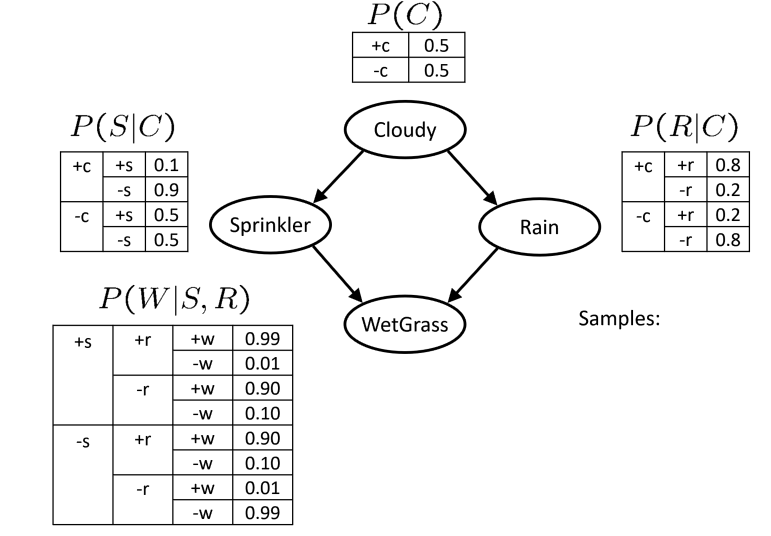 P(C)
+c 0.5
-c 0.5
P(S|C)
+c +s 0.1
-s 0.9
-c +s 0.5
-s 0.5
Cloudy
P(R|C)
+c +r 0.8
-r 0.2
-c +r 0.2
-r 0.8
Sprinkler
Rain
P(W|S, R)
+s +r +w 0.99
-w 0.01
-r +w 0.90
-w 0.10
-s +r +w 0.90
-w 0.10
-r +w 0.01
-w 0.99
WetGrass
Samples: